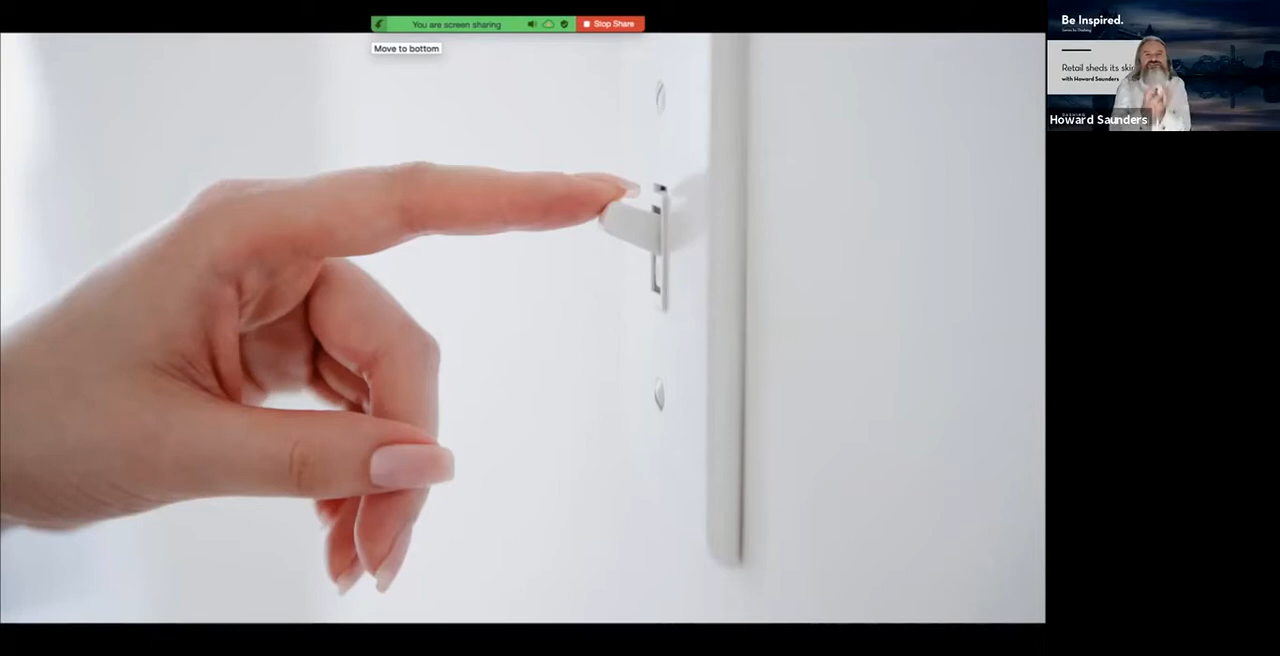 You are screen sharing
Stop Share
Move to bottom
Be Inspired.
Retail sheds its ski
with Howard Saunders
Howard Saunders